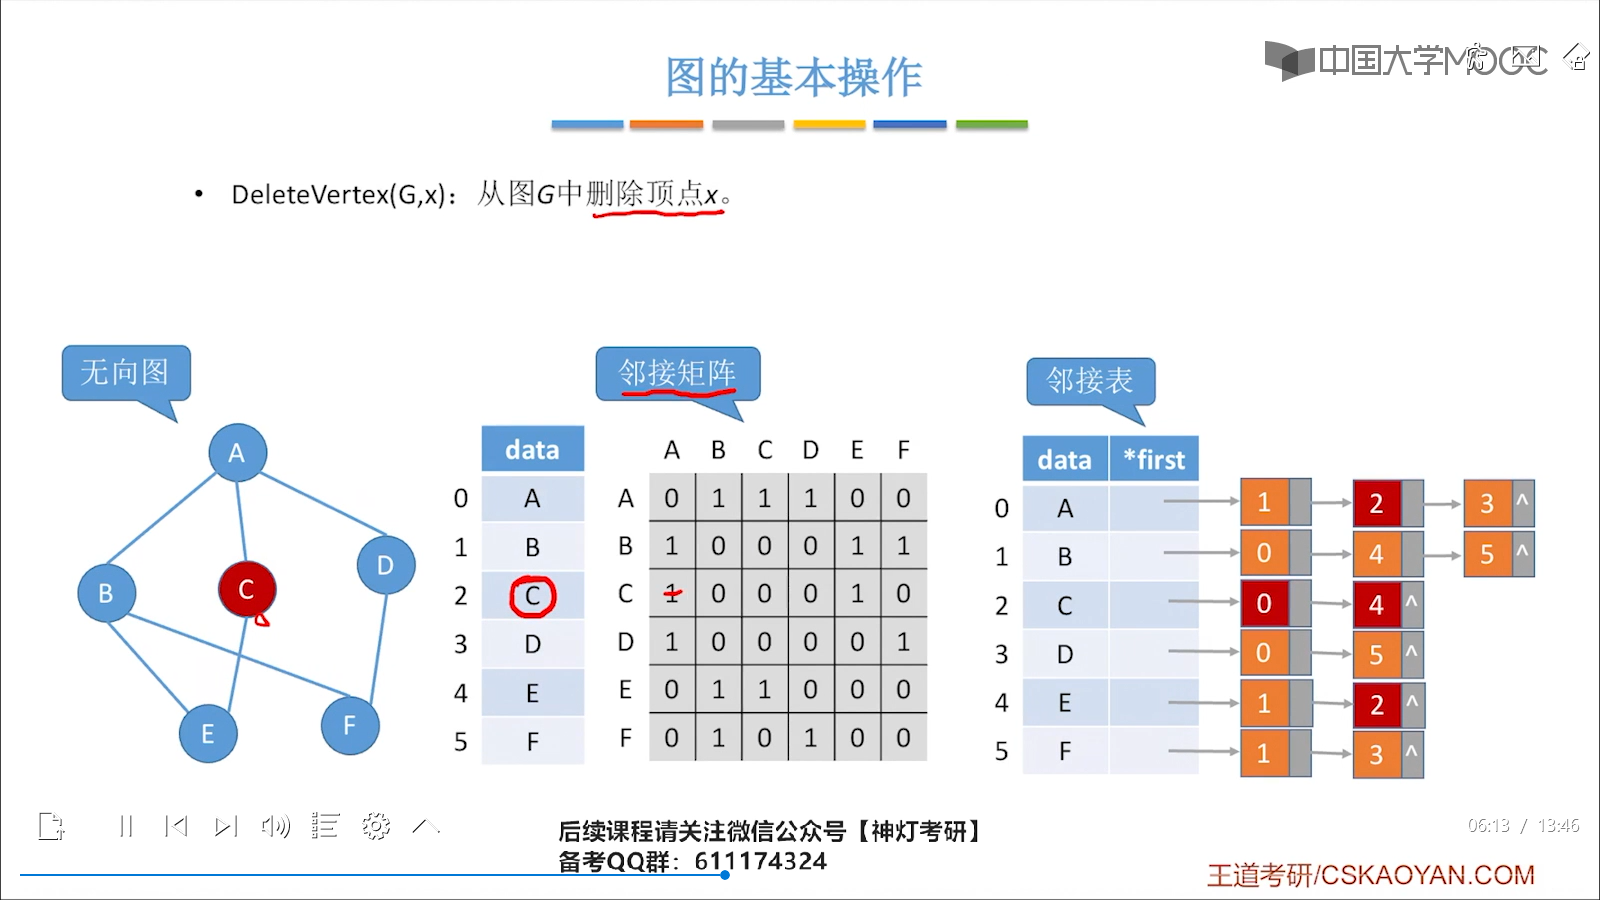 图的基本操作
中国大学MOOC
• DeleteVertex(G,x)：从图G中删除顶点x。
无向图
A
B
C
D
E
F
邻接矩阵
data
0 A
1 B
2 C
3 D
4 E
5 F
A B C D E F
A 0 1 1 1 0 0
B 1 0 0 0 1 1
C 1 0 0 0 1 0
D 1 0 0 0 0 1
E 0 1 1 0 0 0
F 0 1 0 1 0 0
邻接表
data *first
0 A 1 2 3 ^
1 B 0 4 5 ^
2 C 0 4 ^
3 D 0 5 ^
4 E 1 2 ^
5 F 1 3 ^
后续课程请关注微信公众号【神灯考研】
备考QQ群：611174324
06:13 / 13:46
王道考研/CSKAOYAN.COM